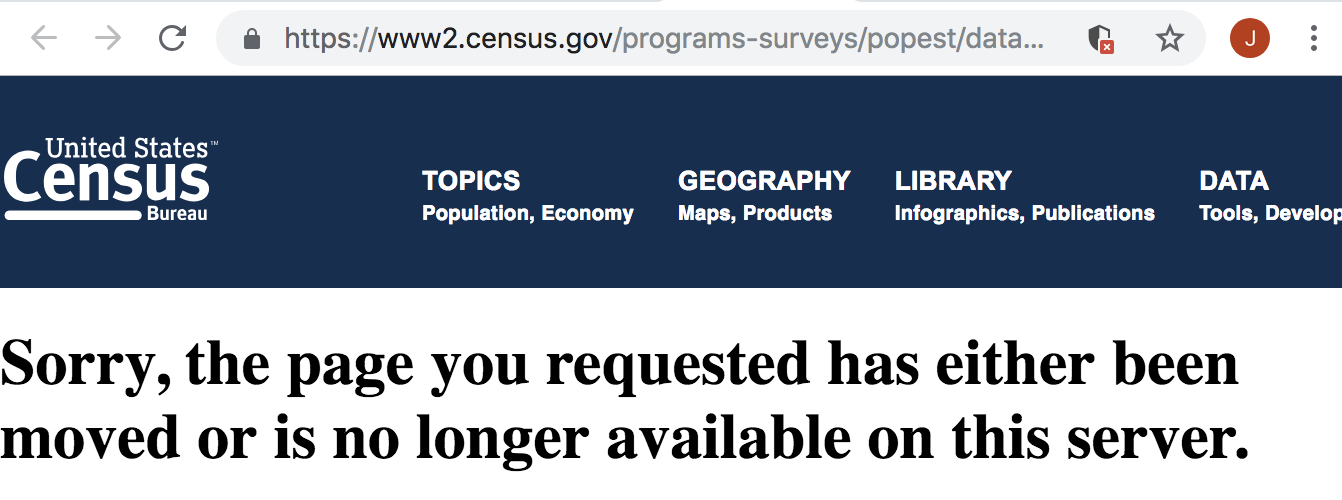 https://www2.census.gov/programs-surveys/popest/data...
J
United States™
Census
Bureau
TOPICS
Population, Economy
GEOGRAPHY
Maps, Products
LIBRARY
Infographics, Publications
DATA
Tools, Develop
Sorry, the page you requested has either been
moved or is no longer available on this server.